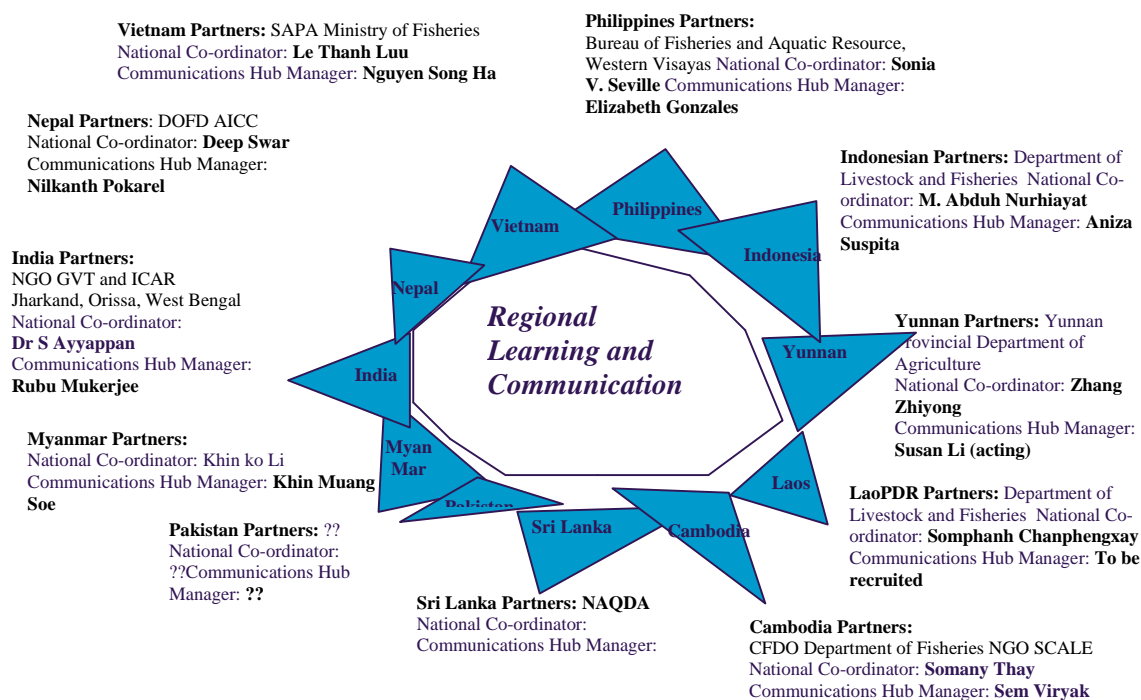 Vietnam Partners: SAPA Ministry of Fisheries
National Co-ordinator: Le Thanh Luu
Communications Hub Manager: Nguyen Song Ha
Philippines Partners:
Bureau of Fisheries and Aquatic Resource,
Western Visayas National Co-ordinator: Sonia
V. Seville Communications Hub Manager:
Elizabeth Gonzales
Nepal Partners: DOFD AICC
National Co-ordinator: Deep Swar
Communications Hub Manager:
Nilkanth Pokarel
Indonesian Partners: Department of
Livestock and Fisheries National Co-
ordinator: M. Abduh Nurhiayat
Communications Hub Manager: Aniza
Suspita
India Partners:
NGO GVT and ICAR
Jharkand, Orissa, West Bengal
National Co-ordinator:
Dr S Ayyappan
Communications Hub Manager:
Rubu Mukerjee
Vietnam
Philippines
Indonesia
Nepal
Yunnan
India
Myan
Mar
Laos
Pakistan
Sri Lanka
Cambodia
Regional
Learning and
Communication
Yunnan Partners: Yunnan
Provincial Department of
Agriculture
National Co-ordinator: Zhang
Zhiyong
Communications Hub Manager:
Susan Li (acting)
Myanmar Partners:
National Co-ordinator: Khin ko Li
Communications Hub Manager: Khin Muang
Soe
LaoPDR Partners: Department of
Livestock and Fisheries National Co-
ordinator: Somphanh Chanphengxay
Communications Hub Manager: To be
recruited
Pakistan Partners: ??
National Co-ordinator:
??Communications Hub
Manager: ??
Sri Lanka Partners: NAQDA
National Co-ordinator:
Communications Hub Manager:
Cambodia Partners:
CFDO Department of Fisheries NGO SCALE
National Co-ordinator: Somany Thay
Communications Hub Manager: Sem Viryak